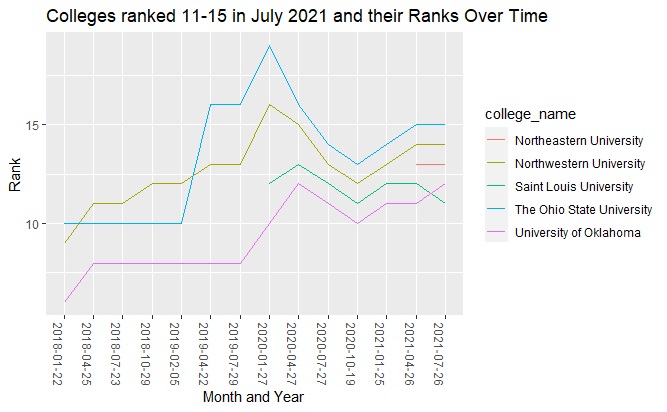 Colleges ranked 11-15 in July 2021 and their Ranks Over Time
15
10
Rank
2018-01-22
2018-04-25
2018-07-23
2018-10-29
2019-02-05
2019-04-22
2019-07-29
2020-01-27
2020-04-27
2020-07-27
2020-10-19
2021-01-25
2021-04-26
2021-07-26
Month and Year
college_name
Northeastern University
Northwestern University
Saint Louis University
The Ohio State University
University of Oklahoma